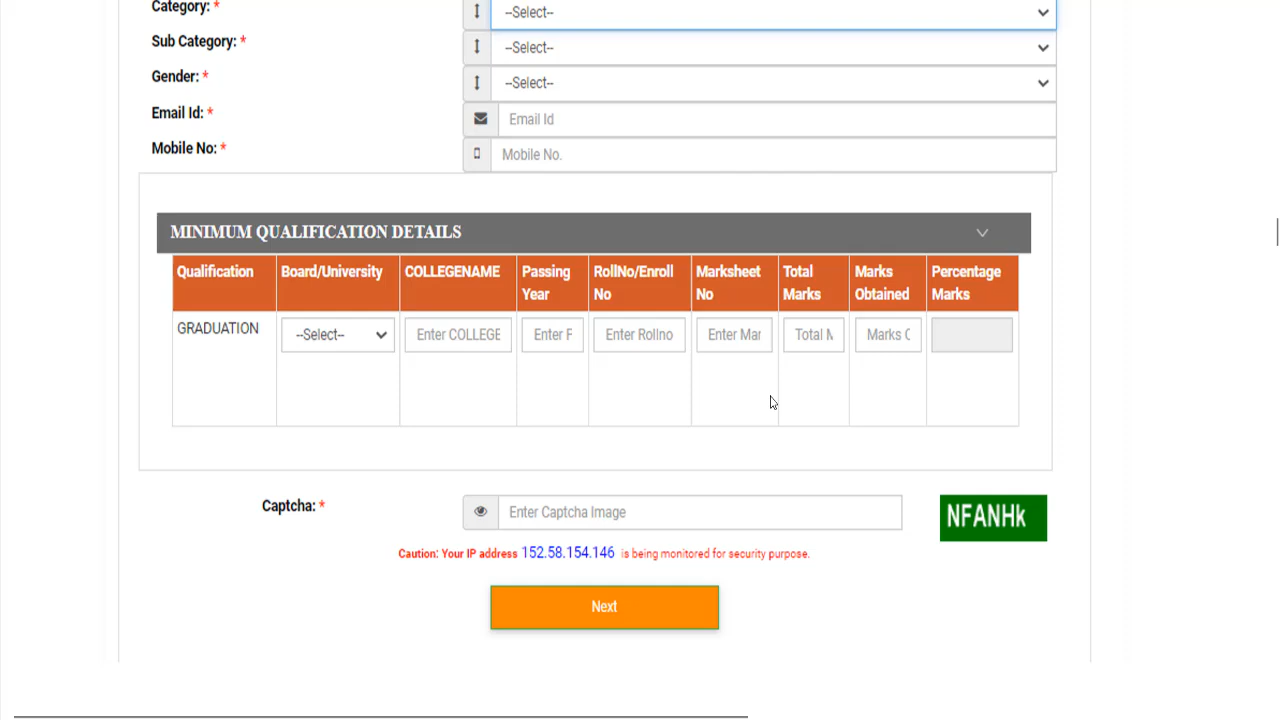 Category: * --Select--
Sub Category: * --Select--
Gender: * --Select--
Email Id: * Email Id
Mobile No: * Mobile No.
MINIMUM QUALIFICATION DETAILS
Qualification Board/University COLLEGENAME Passing Year RollNo/Enroll No Marksheet No Total Marks Marks Obtained Percentage Marks
GRADUATION --Select-- Enter COLLEGE Enter F Enter Rollno Enter Mar Total M Marks C
Captcha: * Enter Captcha Image NFANHk
Caution: Your IP address 152.58.154.146 is being monitored for security purpose.
Next